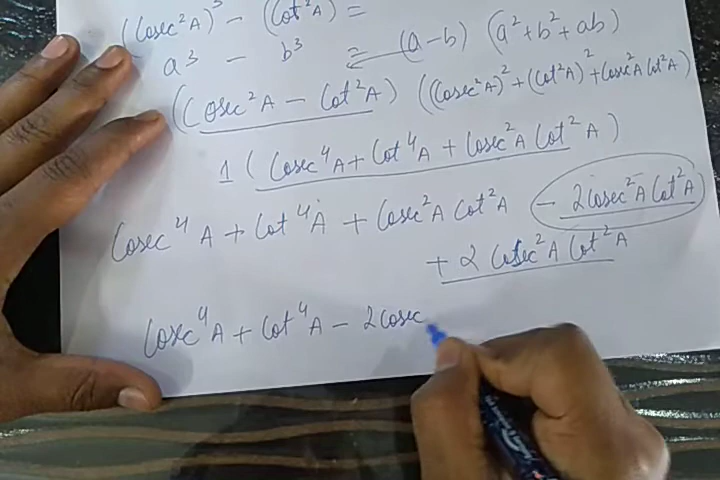 (Cosec²A)³ - (Cot²A) =
a³ - b³ = (a-b) (a²+b²+ab)
(Cosec²A - Cot²A) ((Cosec²A)²+(Cot²A)²+Cosec²A Cot²A)
1 (Cosec⁴A+Cot⁴A + Cosec²A Cot²A)
Cosec⁴A + Cot⁴A + Cosec²A Cot²A - 2Cosec²A Cot²A
+ 2 Cosec²A Cot²A
Cosec⁴A + Cot⁴A - 2Cosec